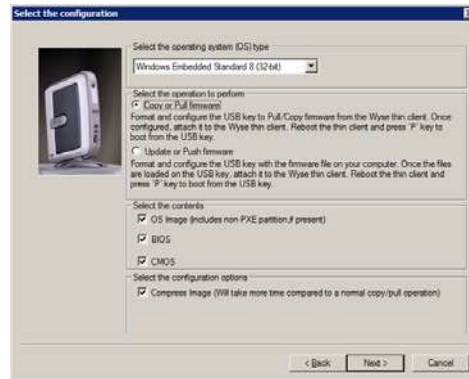 Select the configuration
Select the operating system (OS) type
Windows Embedded Standard 8 (32-bit)
Select the operation to perform
Copy or Pull firmware
Format and configure the USB key to Pull/Copy firmware from the Wyse thin client. Once
configured, attach it to the Wyse thin client. Reboot the thin client and press 'P' key to
boot from the USB key.
Update or Push firmware
Format and configure the USB key with the firmware file on your computer. Once the files
are loaded on the USB key, attach it to the Wyse thin client. Reboot the thin client and
press 'P' key to boot from the USB key.
Select the contents
OS Image (includes non-PXE partition,if present)
BIOS
CMOS
Select the configuration options
Compress Image (Will take more time compared to a normal copy/pull operation)
< Back
Next >
Cancel